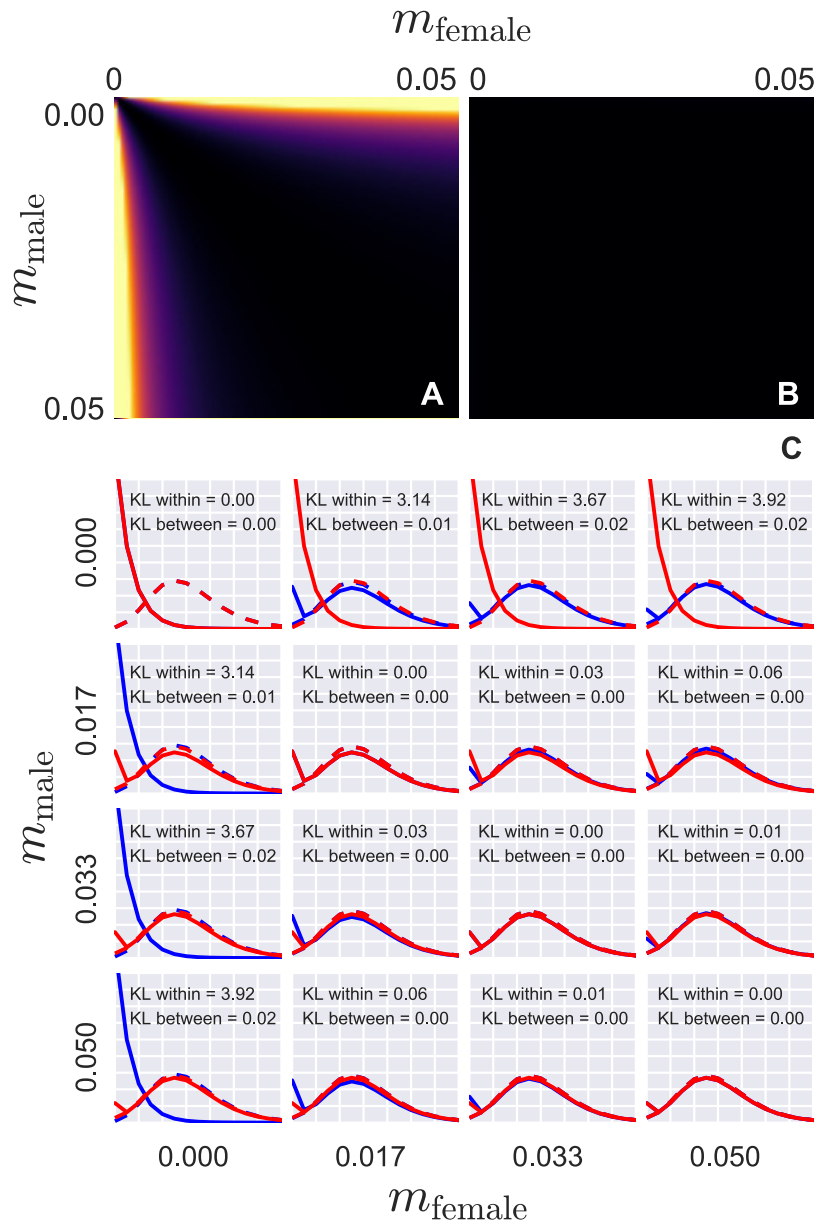 m_female
0 0.05 0 0.05
0.00
m_male
0.05
A B
C
0.000
KL within = 0.00 KL within = 3.14 KL within = 3.67 KL within = 3.92
KL between = 0.00 KL between = 0.01 KL between = 0.02 KL between = 0.02
0.017
KL within = 3.14 KL within = 0.00 KL within = 0.03 KL within = 0.06
KL between = 0.01 KL between = 0.00 KL between = 0.00 KL between = 0.00
m_male
0.033
KL within = 3.67 KL within = 0.03 KL within = 0.00 KL within = 0.01
KL between = 0.02 KL between = 0.00 KL between = 0.00 KL between = 0.00
0.050
KL within = 3.92 KL within = 0.06 KL within = 0.01 KL within = 0.00
KL between = 0.02 KL between = 0.00 KL between = 0.00 KL between = 0.00
0.000 0.017 0.033 0.050
m_female